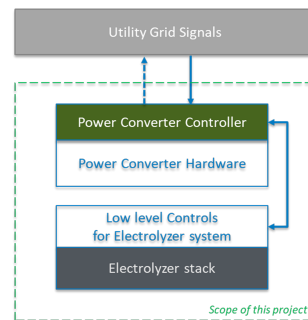 Utility Grid Signals
Power Converter Controller
Power Converter Hardware
Low level Controls
for Electrolyzer system
Electrolyzer stack
Scope of this project